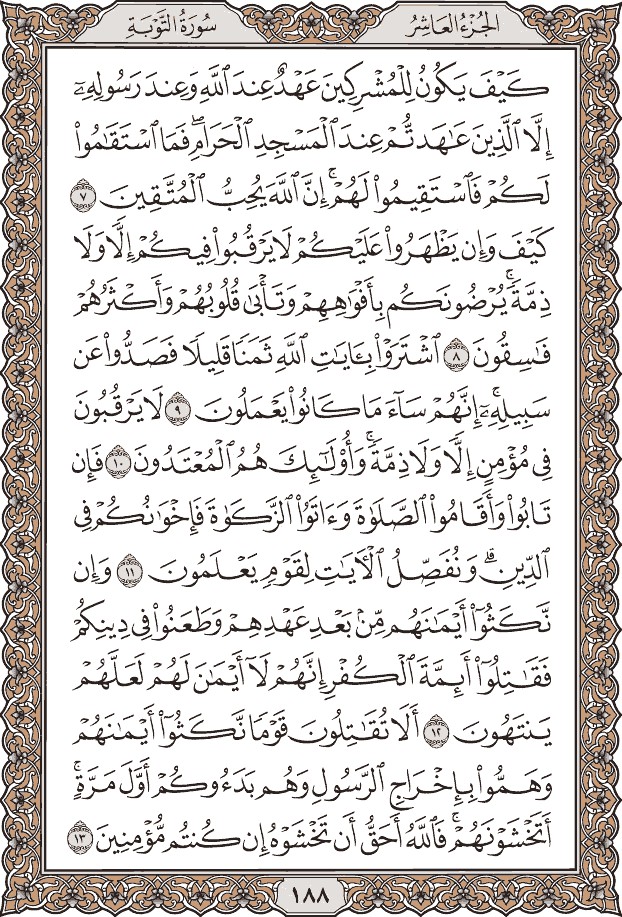 الجُزْءُ العَاشِرُ
سُورَةُ التَّوْبَةِ
كَيْفَ يَكُونُ لِلْمُشْرِكِينَ عَهْدٌ عِندَ ٱللَّهِ وَعِندَ رَسُولِهِۦٓ
إِلَّا ٱلَّذِينَ عَٰهَدتُّمْ عِندَ ٱلْمَسْجِدِ ٱلْحَرَامِۖ فَمَا ٱسْتَقَٰمُوا۟
لَكُمْ فَٱسْتَقِيمُوا۟ لَهُمْۚ إِنَّ ٱللَّهَ يُحِبُّ ٱلْمُتَّقِينَ ٧
كَيْفَ وَإِن يَظْهَرُوا۟ عَلَيْكُمْ لَا يَرْقُبُوا۟ فِيكُمْ إِلًّا وَلَا
ذِمَّةًۚ يُرْضُونَكُم بِأَفْوَٰهِهِمْ وَتَأْبَىٰ قُلُوبُهُمْ وَأَكْثَرُهُمْ
فَٰسِقُونَ ٨ ٱشْتَرَوْا۟ بِـَٔايَٰتِ ٱللَّهِ ثَمَنًا قَلِيلًا فَصَدُّوا۟ عَن
سَبِيلِهِۦٓۚ إِنَّهُمْ سَآءَ مَا كَانُوا۟ يَعْمَلُونَ ٩ لَا يَرْقُبُونَ
فِى مُؤْمِنٍ إِلًّا وَلَا ذِمَّةًۚ وَأُو۟لَٰٓئِكَ هُمُ ٱلْمُعْتَدُونَ ١٠ فَإِن
تَابُوا۟ وَأَقَامُوا۟ ٱلصَّلَوٰةَ وَءَاتَوُا۟ ٱلزَّكَوٰةَ فَإِخْوَٰنُكُمْ فِى
ٱلدِّينِۗ وَنُفَصِّلُ ٱلْـَٔايَٰتِ لِقَوْمٍ يَعْلَمُونَ ١١ وَإِن
نَّكَثُوٓا۟ أَيْمَٰنَهُم مِّنۢ بَعْدِ عَهْدِهِمْ وَطَعَنُوا۟ فِى دِينِكُمْ
فَقَٰتِلُوٓا۟ أَئِمَّةَ ٱلْكُفْرِ إِنَّهُمْ لَآ أَيْمَٰنَ لَهُمْ لَعَلَّهُمْ
يَنتَهُونَ ١٢ أَلَا تُقَٰتِلُونَ قَوْمًا نَّكَثُوٓا۟ أَيْمَٰنَهُمْ
وَهَمُّوا۟ بِإِخْرَاجِ ٱلرَّسُولِ وَهُم بَدَءُوكُمْ أَوَّلَ مَرَّةٍۚ
أَتَخْشَوْنَهُمْۚ فَٱللَّهُ أَحَقُّ أَن تَخْشَوْهُ إِن كُنتُم مُّؤْمِنِينَ ١٣
١٨٨